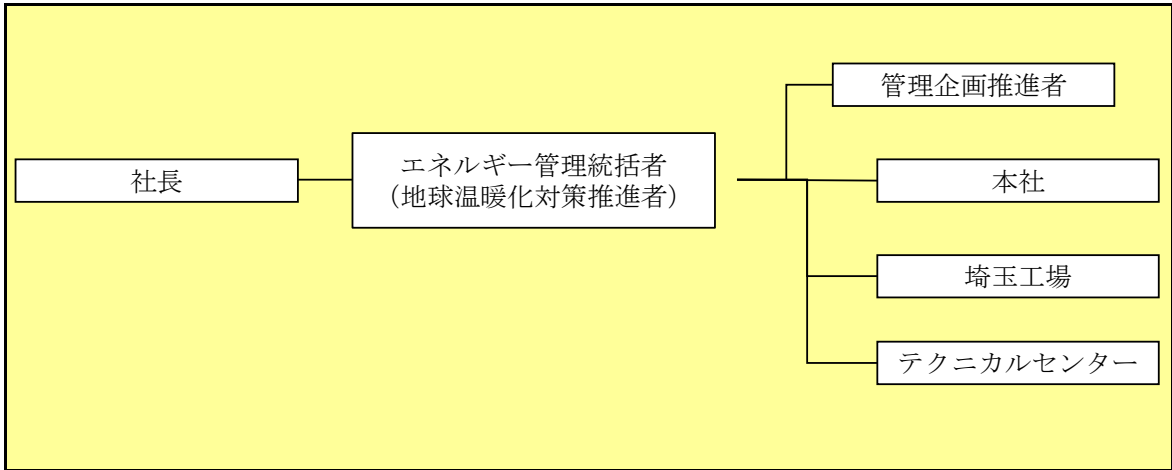 社長
エネルギー管理統括者
（地球温暖化対策推進者）
管理企画推進者
本社
埼玉工場
テクニカルセンター